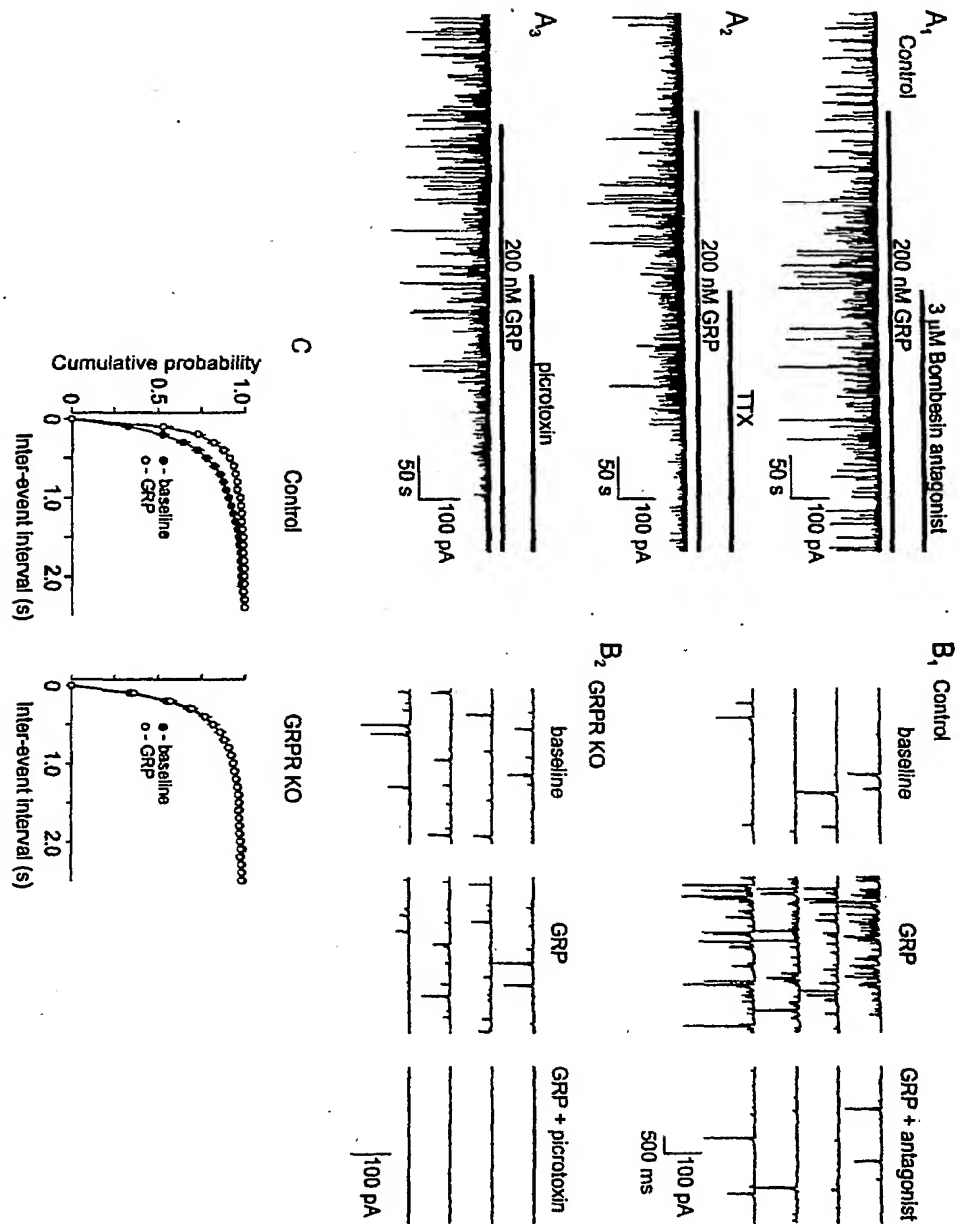 A1
Control
3 µM Bombesin antagonist
200 nM GRP
100 pA
50 s
A2
TTX
200 nM GRP
100 pA
50 s
A3
picrotoxin
200 nM GRP
100 pA
50 s
B1 Control
baseline
GRP
GRP + antagonist
100 pA
500 ms
B2 GRPR KO
baseline
GRP
GRP + picrotoxin
100 pA
C
Control
Cumulative probability
1.0
0.5
0
0
1.0
2.0
● - baseline
○ - GRP
Inter-event Interval (s)
GRPR KO
0
1.0
2.0
● - baseline
○ - GRP
Inter-event interval (s)